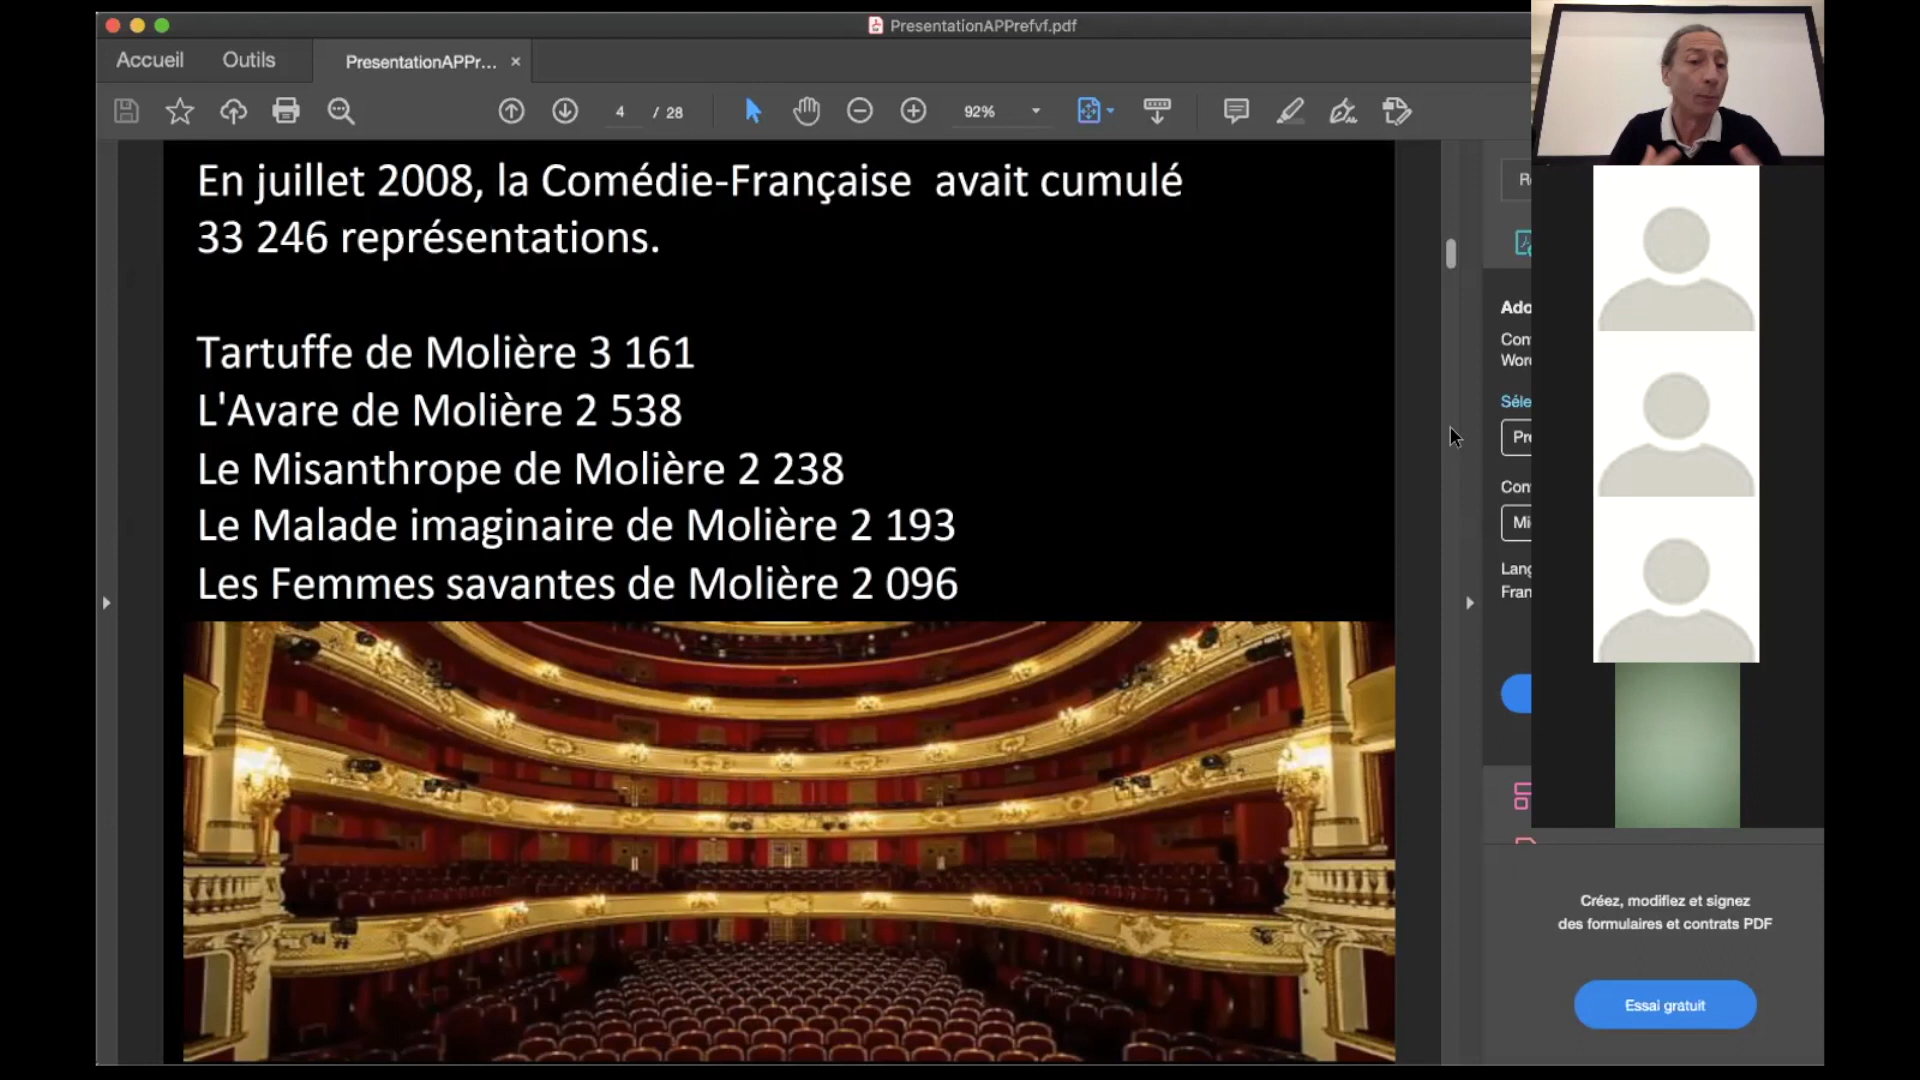 PresentationAPPrefvf.pdf
Accueil
Outils
PresentationAPPr...
4 / 28
92%
En juillet 2008, la Comédie-Française avait cumulé
33 246 représentations.
Tartuffe de Molière 3 161
L'Avare de Molière 2 538
Le Misanthrope de Molière 2 238
Le Malade imaginaire de Molière 2 193
Les Femmes savantes de Molière 2 096
Créez, modifiez et signez
des formulaires et contrats PDF
Essai gratuit